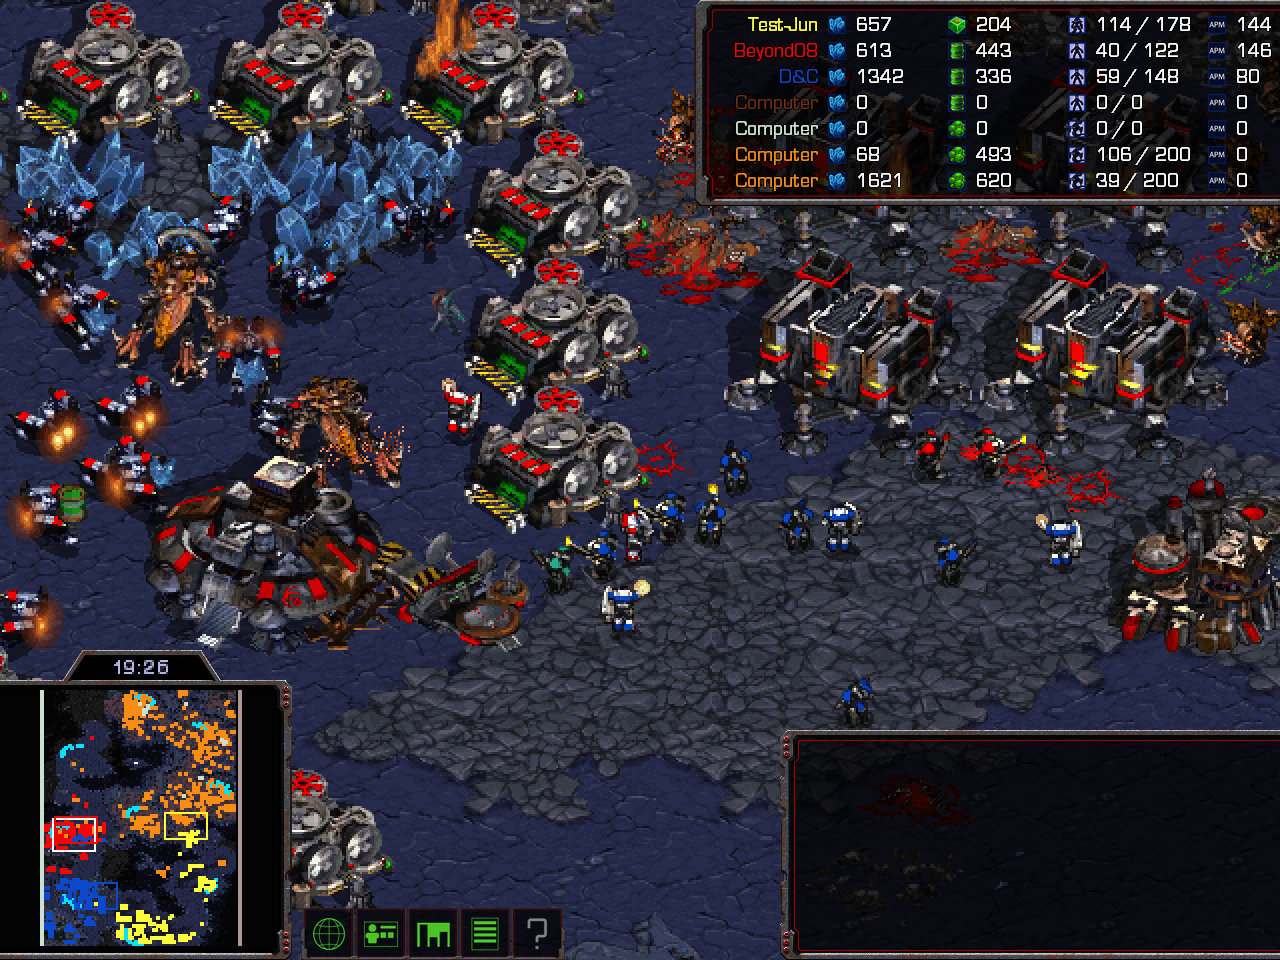 Test-Jun 657 204 114 / 178 APM 144
Beyond08 613 443 40 / 122 APM 146
D&C 1342 336 59 / 148 APM 80
Computer 0 0 0 / 0 APM 0
Computer 0 0 0 / 0 APM 0
Computer 68 493 106 / 200 APM 0
Computer 1621 620 39 / 200 APM 0
19:26
?